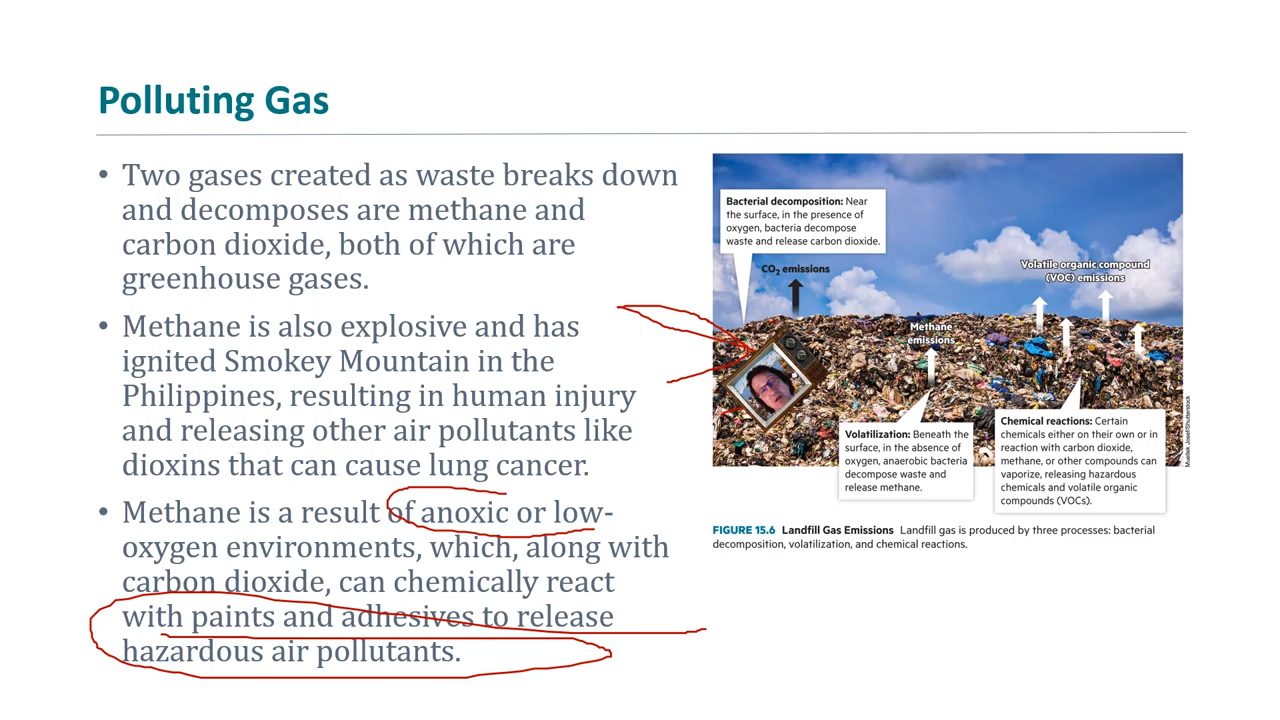 Polluting Gas
• Two gases created as waste breaks down
and decomposes are methane and
carbon dioxide, both of which are
greenhouse gases.
• Methane is also explosive and has
ignited Smokey Mountain in the
Philippines, resulting in human injury
and releasing other air pollutants like
dioxins that can cause lung cancer.
• Methane is a result of anoxic or low-
oxygen environments, which, along with
carbon dioxide, can chemically react
with paints and adhesives to release
hazardous air pollutants.
Bacterial decomposition: Near
the surface, in the presence of
oxygen, bacteria decompose
waste and release carbon dioxide.
CO₂ emissions
Volatile organic compound
(VOC) emissions
Methane
emissions
Volatilization: Beneath the
surface, in the absence of
oxygen, anaerobic bacteria
decompose waste and
release methane.
Chemical reactions: Certain
chemicals either on their own or in
reaction with carbon dioxide,
methane, or other compounds can
vaporize, releasing hazardous
chemicals and volatile organic
compounds (VOCs).
FIGURE 15.6 Landfill Gas Emissions Landfill gas is produced by three processes: bacterial
decomposition, volatilization, and chemical reactions.